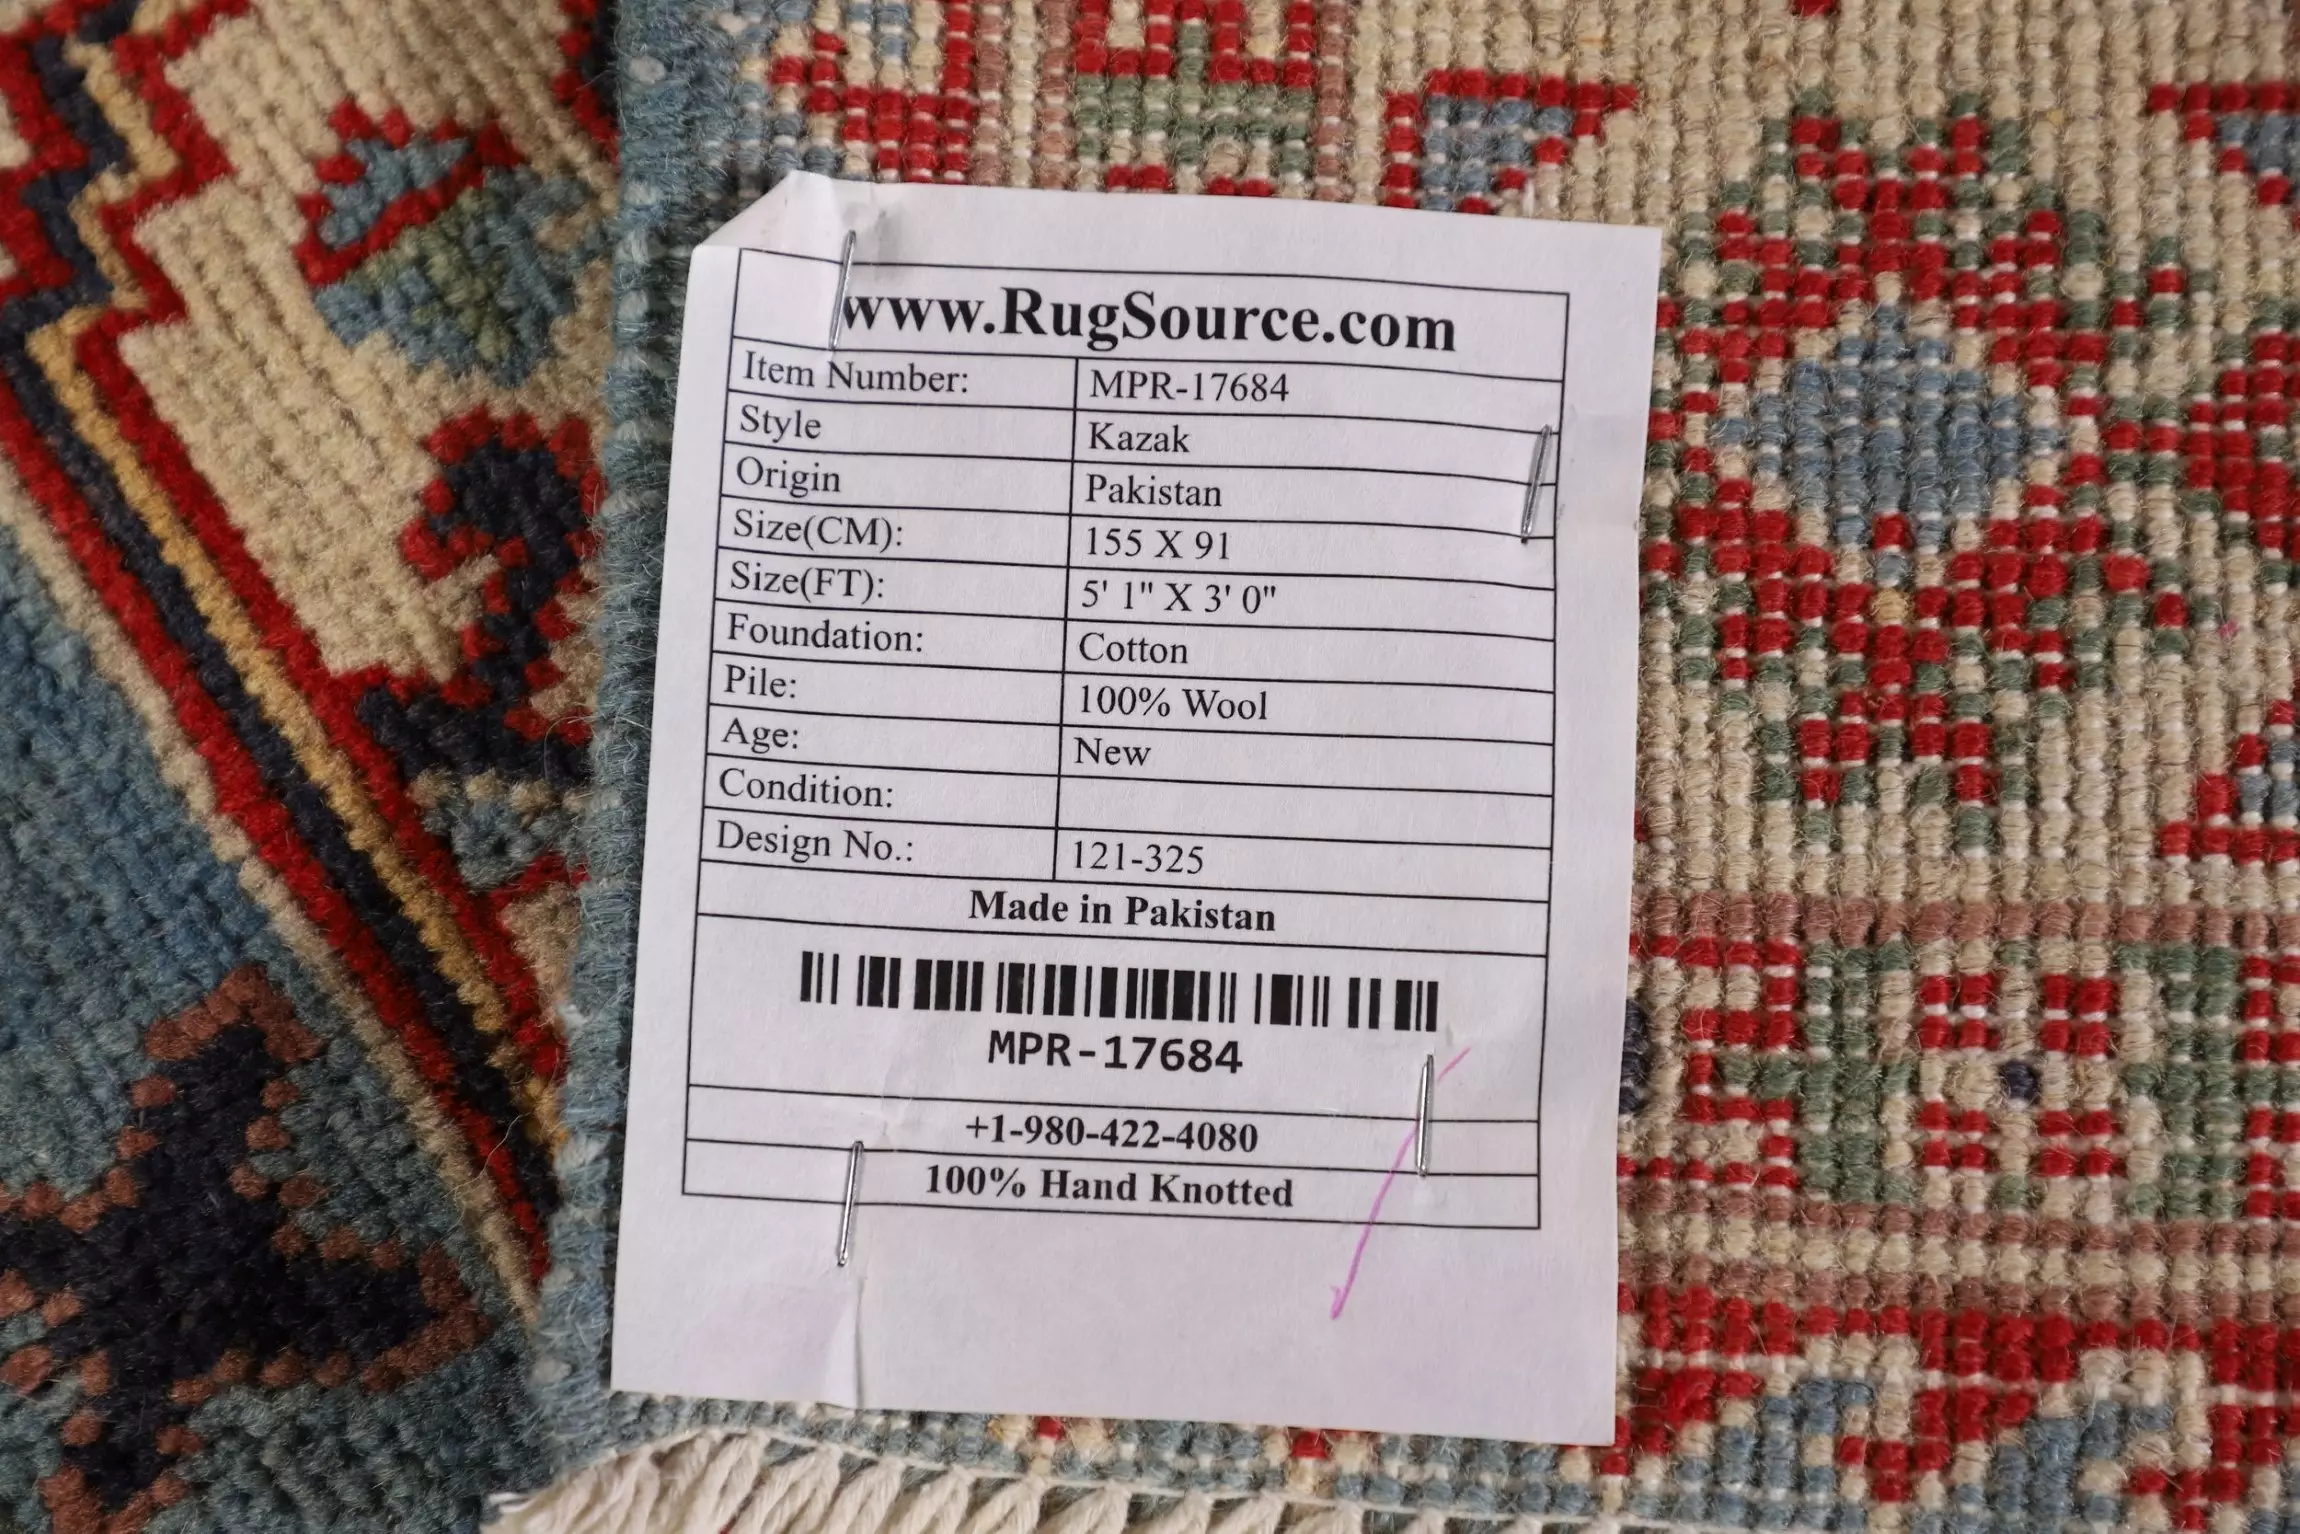 www.RugSource.com
Item Number: MPR-17684
Style Kazak
Origin Pakistan
Size(CM): 155 X 91
Size(FT): 5' 1" X 3' 0"
Foundation: Cotton
Pile: 100% Wool
Age: New
Condition:
Design No.: 121-325
Made in Pakistan
MPR-17684
+1-980-422-4080
100% Hand Knotted